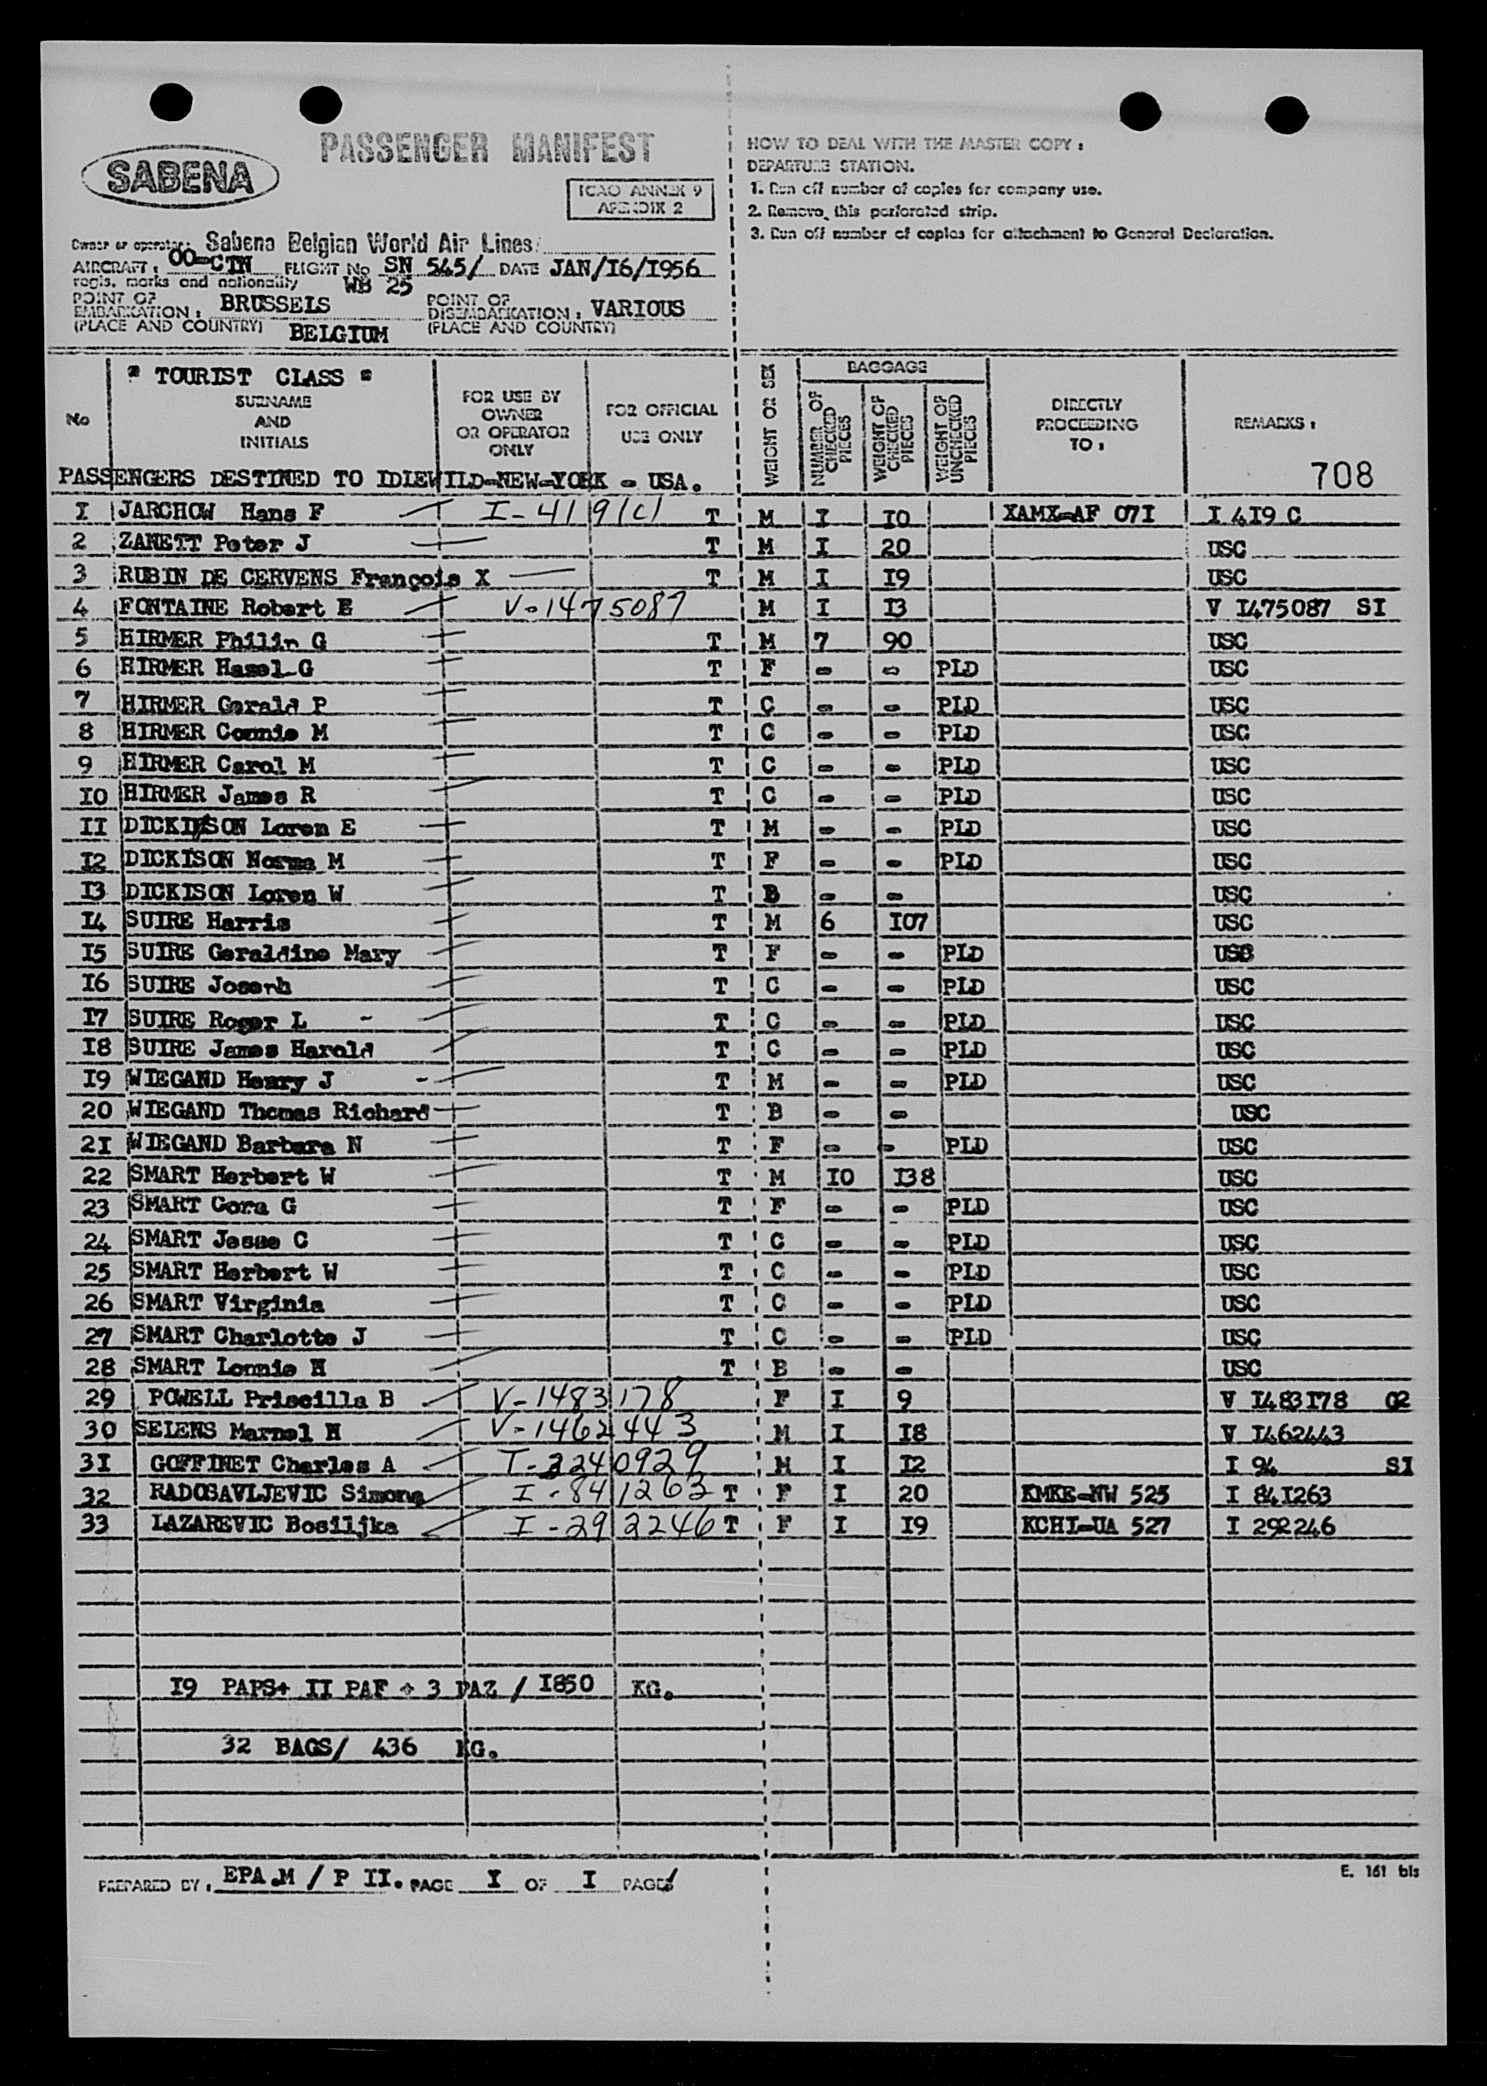 PASSENGER MANIFEST
SABENA
ICAO ANNEX 9
APENDIX 2
HOW TO DEAL WITH THE MASTER COPY :
DEPARTURE STATION.
1. Run off number of copies for company use.
2. Remove this perforated strip.
3. Run off number of copies for attachment to General Declaration.
Owner or operator: Sabena Belgian World Air Lines
AIRCRAFT : OO-CTN FLIGHT No SN 545/ DATE JAN/I6/I956
regis. marks and nationality WB 25
POINT OF EMBARKATION : BRUSSELS POINT OF DISEMBARKATION : VARIOUS
(PLACE AND COUNTRY) BELGIUM (PLACE AND COUNTRY)
No
" TOURIST CLASS "
SURNAME AND INITIALS
FOR USE BY OWNER OR OPERATOR ONLY
FOR OFFICIAL USE ONLY
WEIGHT OR SEX
BAGGAGE
NUMBER OF CHECKED PIECES
WEIGHT OF CHECKED PIECES
WEIGHT OF UNCHECKED PIECES
DIRECTLY PROCEEDING TO :
REMARKS :
PASSENGERS DESTINED TO IDLEWILD-NEW-YORK - USA. 708
I JARCHOW Hans F I-419(c) T M I I0 XAMX-AF 07I I 4I9 C
2 ZANETT Peter J T M I 20 USC
3 RUBIN DE CERVENS François X T M I I9 USC
4 FONTAINE Robert E V-1475087 M I I3 V I475087 SI
5 HIRMER Philip G T M 7 90 USC
6 HIRMER Hazel G T F - - PLD USC
7 HIRMER Gerald P T C - - PLD USC
8 HIRMER Connie M T C - - PLD USC
9 HIRMER Carol M T C - - PLD USC
I0 HIRMER James R T C - - PLD USC
II DICKISON Loren E T M - - PLD USC
I2 DICKISON Norma M T F - - PLD USC
I3 DICKISON Loren W T B - - USC
I4 SUIRE Harris T M 6 I07 USC
I5 SUIRE Geraldine Mary T F - - PLD USC
I6 SUIRE Joseph T C - - PLD USC
I7 SUIRE Roger L - T C - - PLD USC
I8 SUIRE James Harold T C - - PLD USC
I9 WIEGAND Henry J - T M - - PLD USC
20 WIEGAND Thomas Richard T B - - USC
2I WIEGAND Barbara N T F - - PLD USC
22 SMART Herbert W T M I0 I38 USC
23 SMART Cora G T F - - PLD USC
24 SMART Jesse C T C - - PLD USC
25 SMART Herbert W T C - - PLD USC
26 SMART Virginia T C - - PLD USC
27 SMART Charlotte J T C - - PLD USC
28 SMART Lonnie H T B - - USC
29 POWELL Priscilla B V-1483178 F I 9 V I483I78 02
30 SEIENS Marnel H V-1462443 M I I8 V I462443
3I GOFFINET Charles A I-2240929 M I I2 I 94 SI
32 RADOSAVLJEVIC Simona I-841263 T F I 20 KMKE-NW 525 I 84I263
33 LAZAREVIC Bosiljka I-292246 T F I I9 KCHI-UA 527 I 292246
I9 PAPS+ II PAF + 3 PAZ / I850 KG.
32 BAGS/ 436 KG.
PREPARED BY : EPA.M / P II. PAGE I OF I PAGES
E. 161 bis